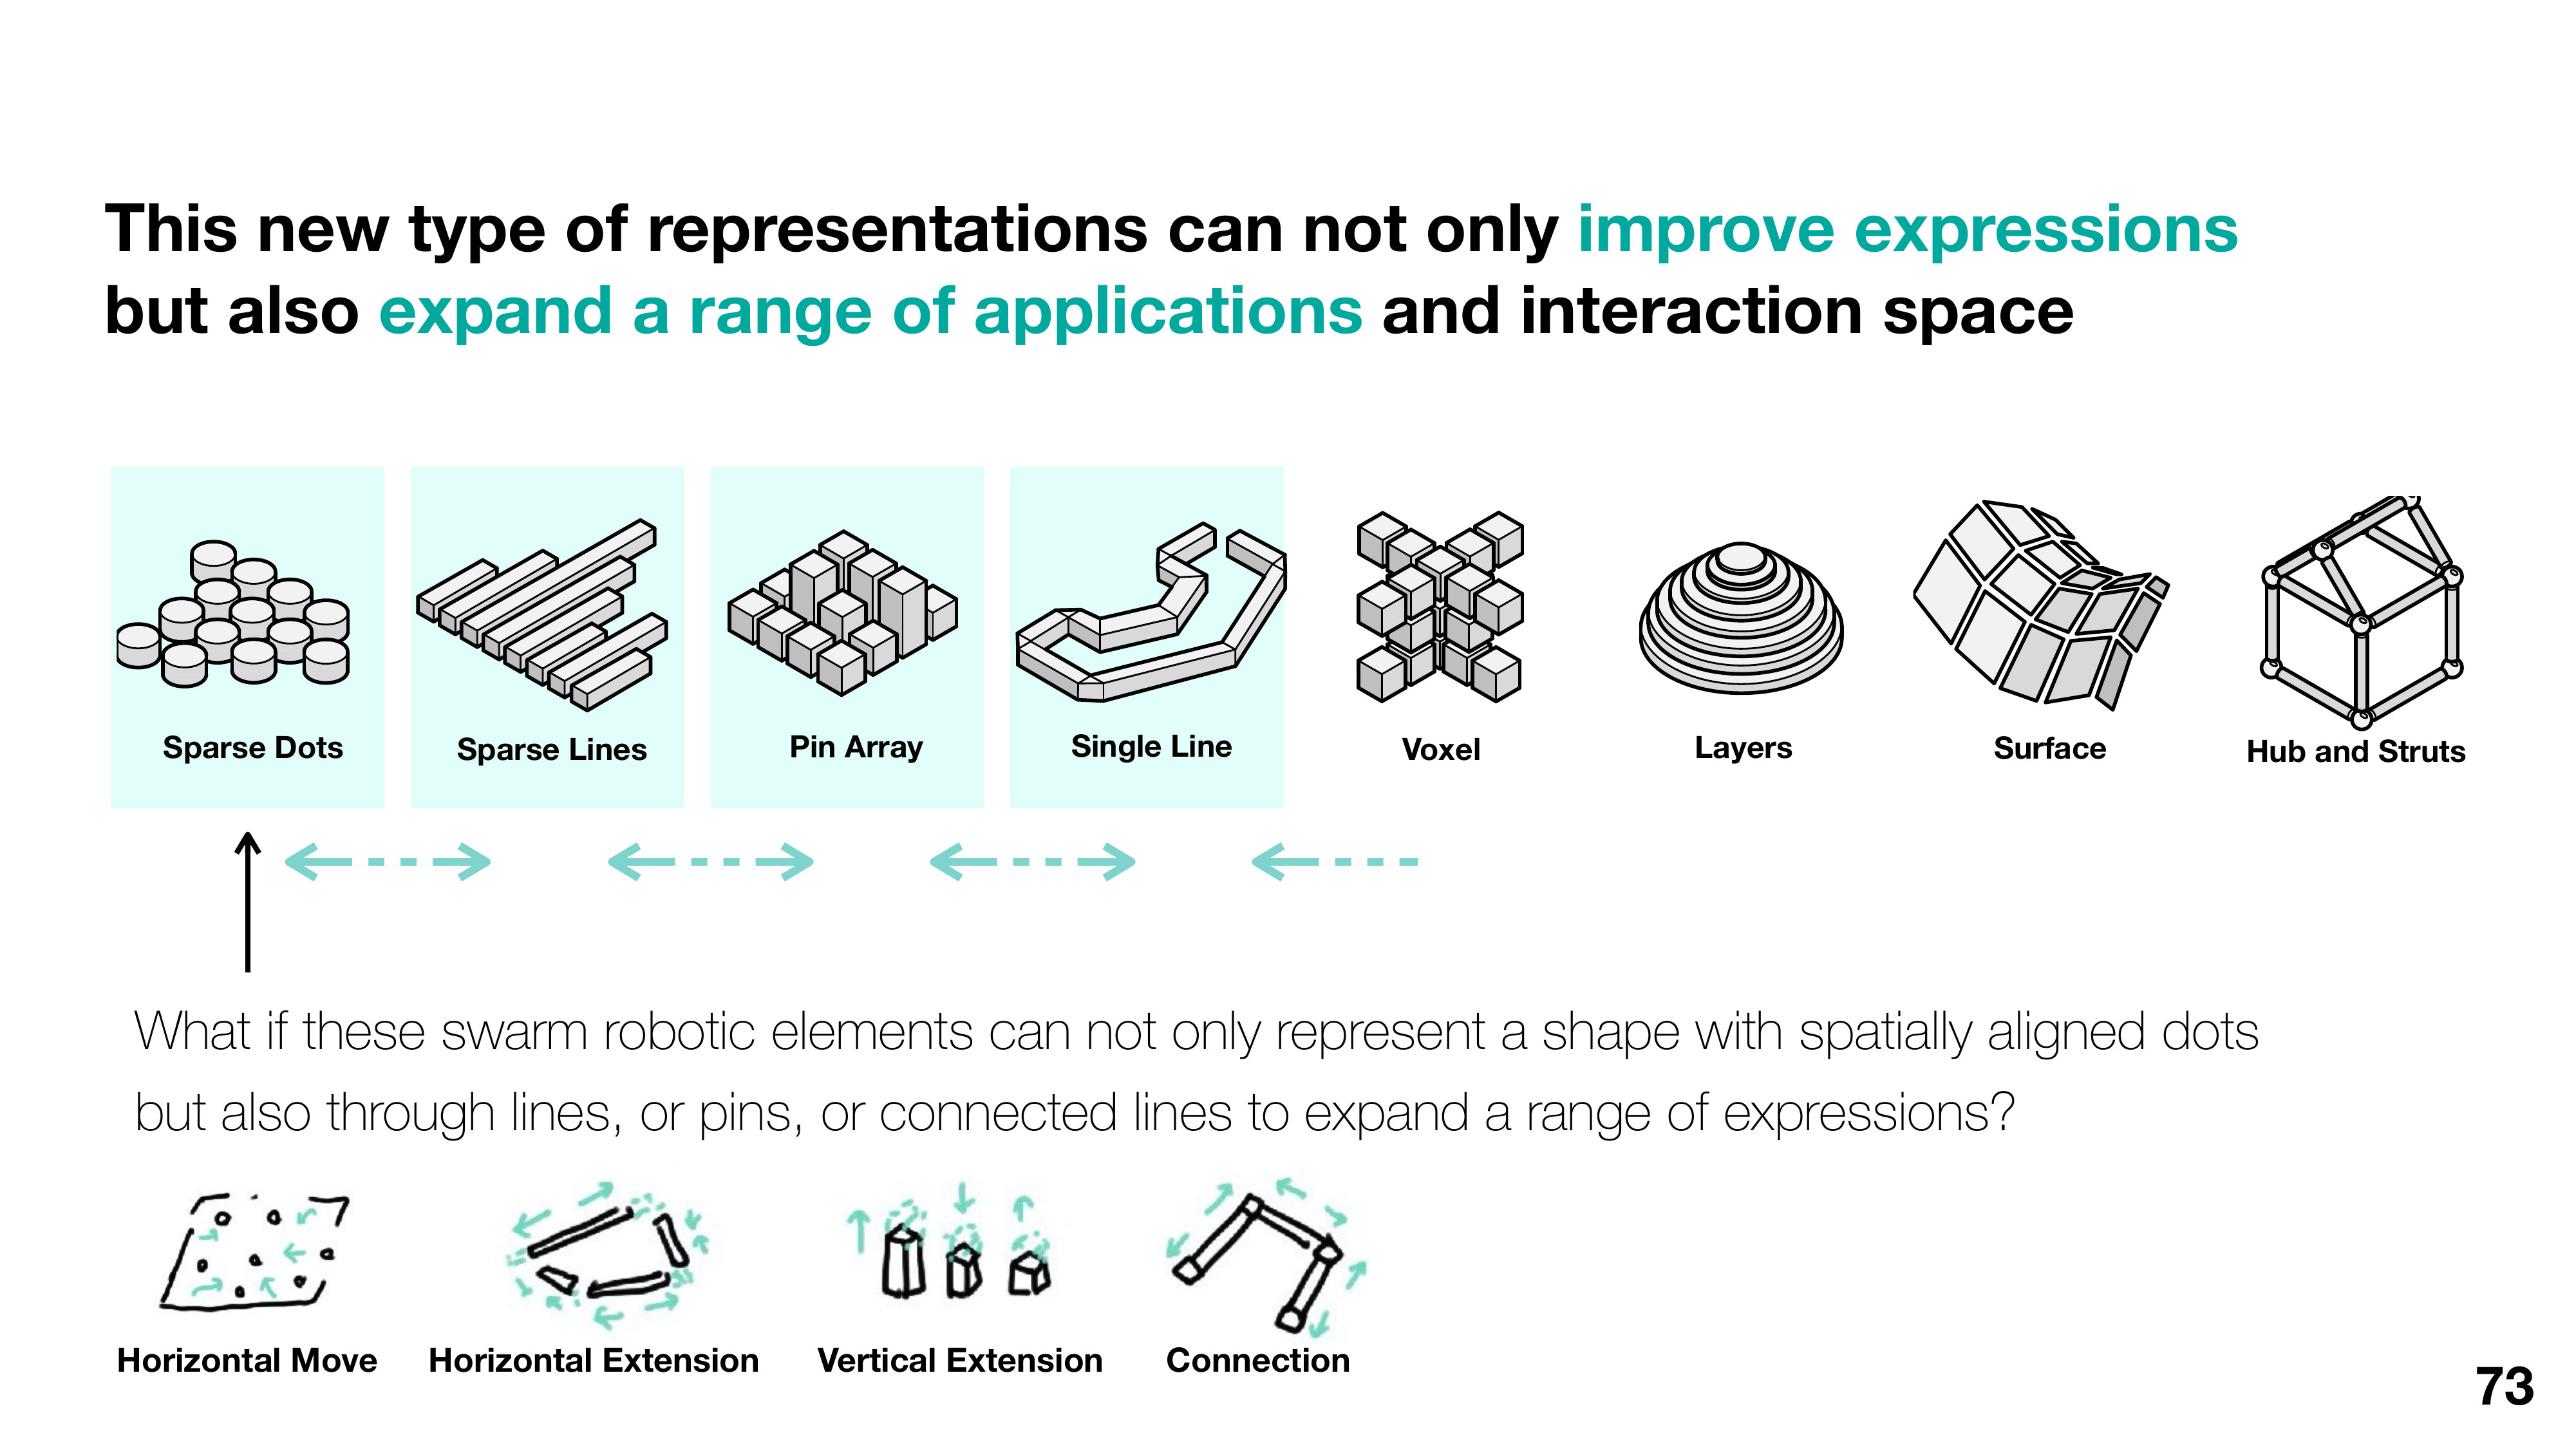 This new type of representations can not only improve expressions
but also expand a range of applications and interaction space
Sparse Dots
Sparse Lines
Pin Array
Single Line
Voxel
Layers
Surface
Hub and Struts
What if these swarm robotic elements can not only represent a shape with spatially aligned dots
but also through lines, or pins, or connected lines to expand a range of expressions?
Horizontal Move
Horizontal Extension
Vertical Extension
Connection
73